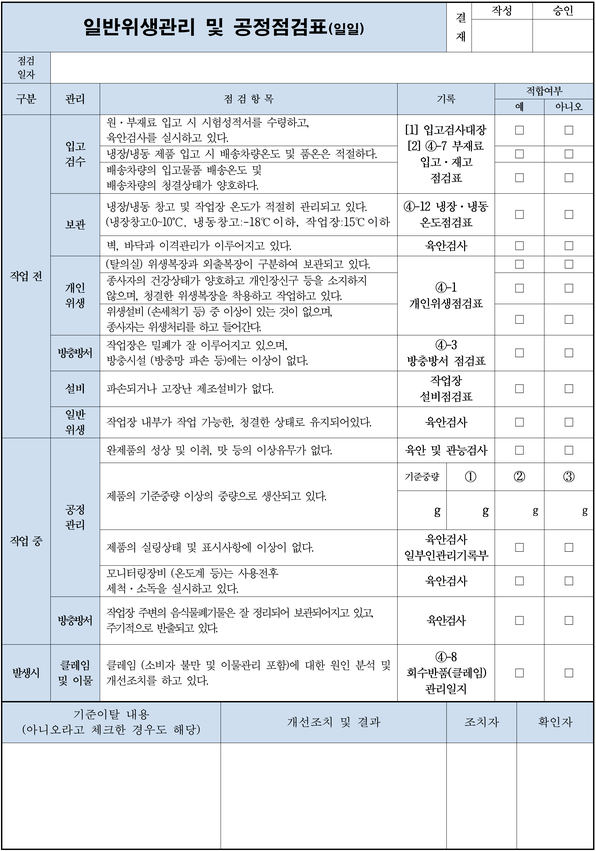 일반위생관리 및 공정점검표(일일)
결재
작성
승인
점검
일자
구분
관리
점 검 항 목
기록
적합여부
예
아니오
작업 전
입고
검수
원·부재료 입고 시 시험성적서를 수령하고,
육안검사를 실시하고 있다.
[1] 입고검사대장
[2] ④-7 부재료
입고·재고
점검표
□ □
냉장/냉동 제품 입고 시 배송차량온도 및 품온은 적절하다.
□ □
배송차량의 입고물품 배송온도 및
배송차량의 청결상태가 양호하다.
□ □
보관
냉장/냉동 창고 및 작업장 온도가 적절히 관리되고 있다.
(냉장창고:0-10℃, 냉동창고:-18℃이하, 작업장:15℃이하
④-12 냉장·냉동
온도점검표
□ □
벽, 바닥과 이격관리가 이루어지고 있다.
육안검사
□ □
개인
위생
(탈의실) 위생복장과 외출복장이 구분하여 보관되고 있다.
④-1
개인위생점검표
□ □
종사자의 건강상태가 양호하고 개인장신구 등을 소지하지
않으며, 청결한 위생복장을 착용하고 작업하고 있다.
□ □
위생설비 (손세척기 등) 중 이상이 있는 것이 없으며,
종사자는 위생처리를 하고 들어간다.
□ □
방충방서
작업장은 밀폐가 잘 이루어지고 있으며,
방충시설 (방충망 파손 등)에는 이상이 없다.
④-3
방충방서 점검표
□ □
설비
파손되거나 고장난 제조설비가 없다.
작업장
설비점검표
□ □
일반
위생
작업장 내부가 작업 가능한, 청결한 상태로 유지되어있다.
육안검사
□ □
작업 중
공정
관리
완제품의 성상 및 이취, 맛 등의 이상유무가 없다.
육안 및 관능검사
□ □
제품의 기준중량 이상의 중량으로 생산되고 있다.
기준중량 ① ② ③
g g g g
제품의 실링상태 및 표시사항에 이상이 없다.
육안검사
일부인관리기록부
□ □
모니터링장비 (온도계 등)는 사용전후
세척·소독을 실시하고 있다.
육안검사
□ □
방충방서
작업장 주변의 음식물폐기물은 잘 정리되어 보관되어지고 있고,
주기적으로 반출되고 있다.
육안검사
□ □
발생시
클레임
및 이물
클레임 (소비자 불만 및 이물관리 포함)에 대한 원인 분석 및
개선조치를 하고 있다.
④-8
회수반품(클레임)
관리일지
□ □
기준이탈 내용
(아니오라고 체크한 경우도 해당)
개선조치 및 결과
조치자
확인자